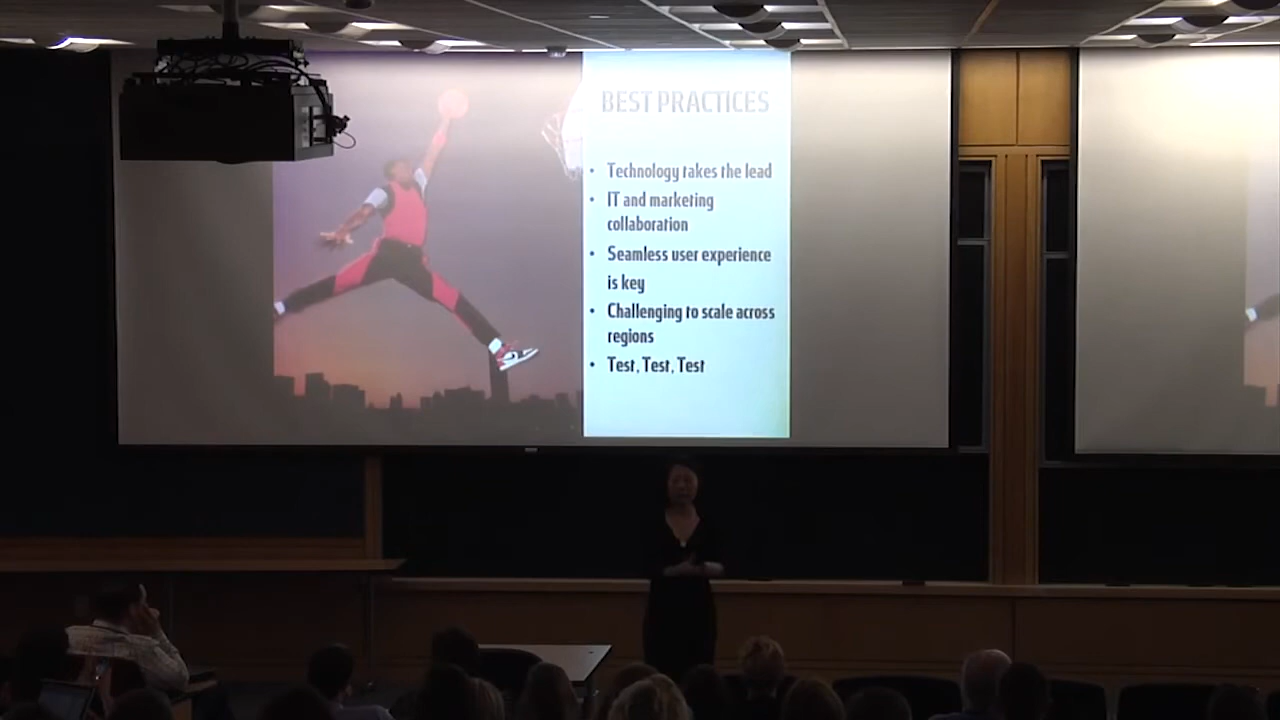 BEST PRACTICES
• Technology takes the lead
• IT and marketing
collaboration
• Seamless user experience
is key
• Challenging to scale across
regions
• Test, Test, Test